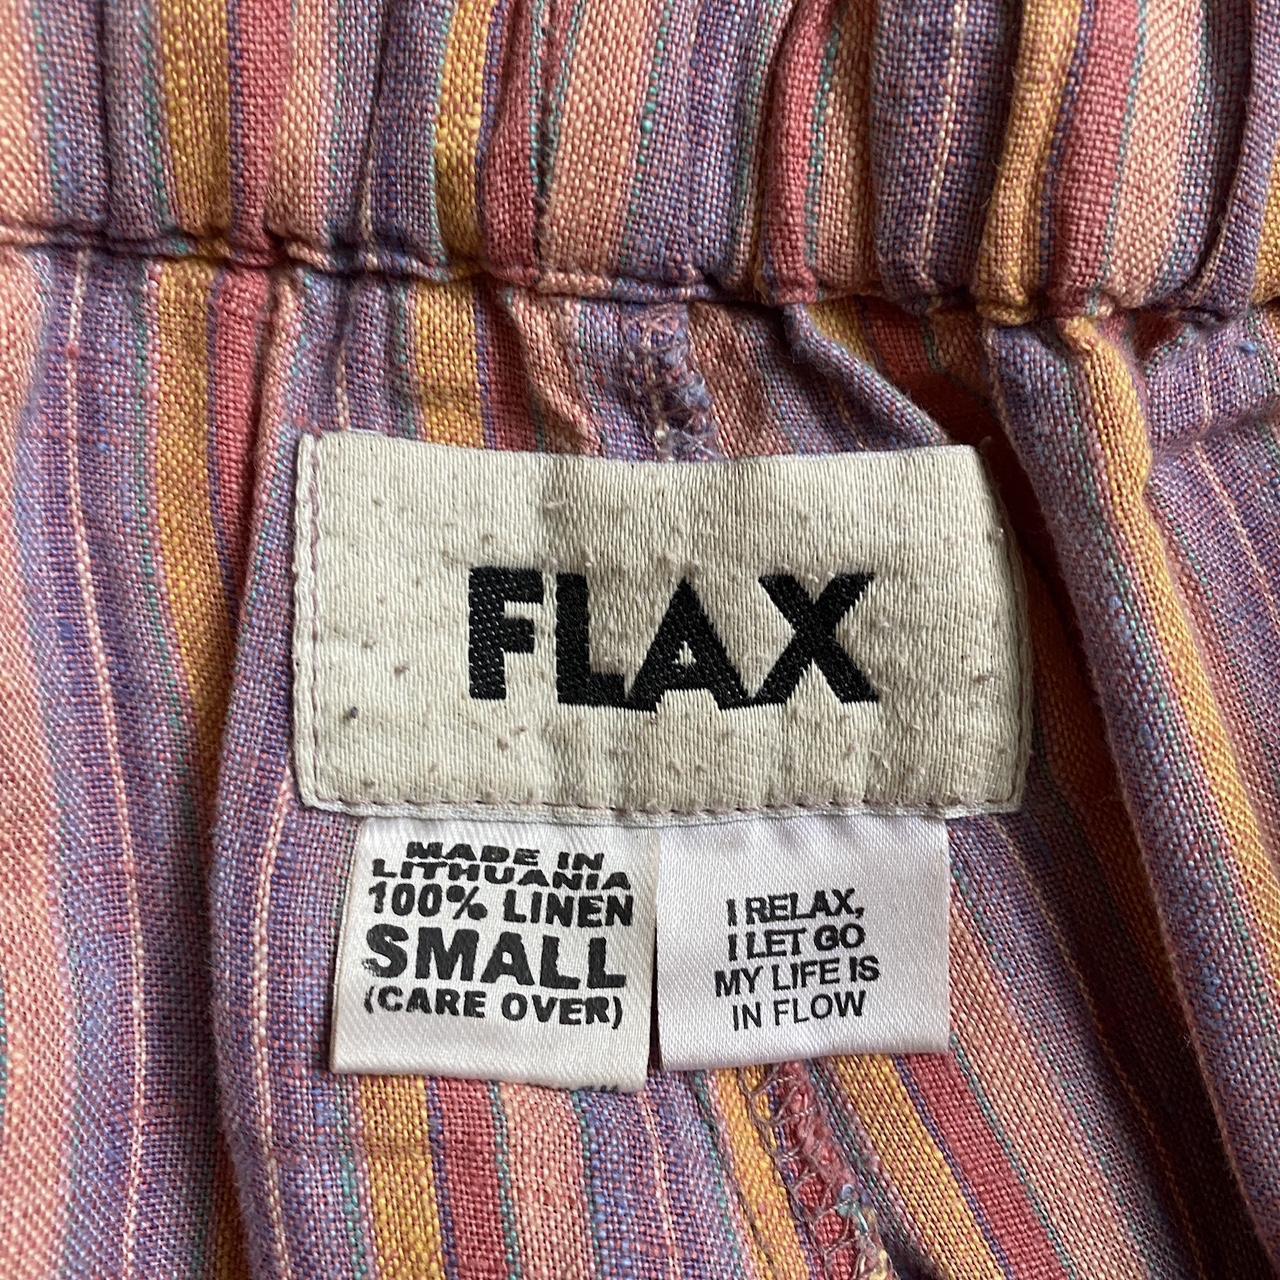 FLAX
MADE IN
LITHUANIA
100% LINEN
SMALL
(CARE OVER)
I RELAX,
I LET GO
MY LIFE IS
IN FLOW